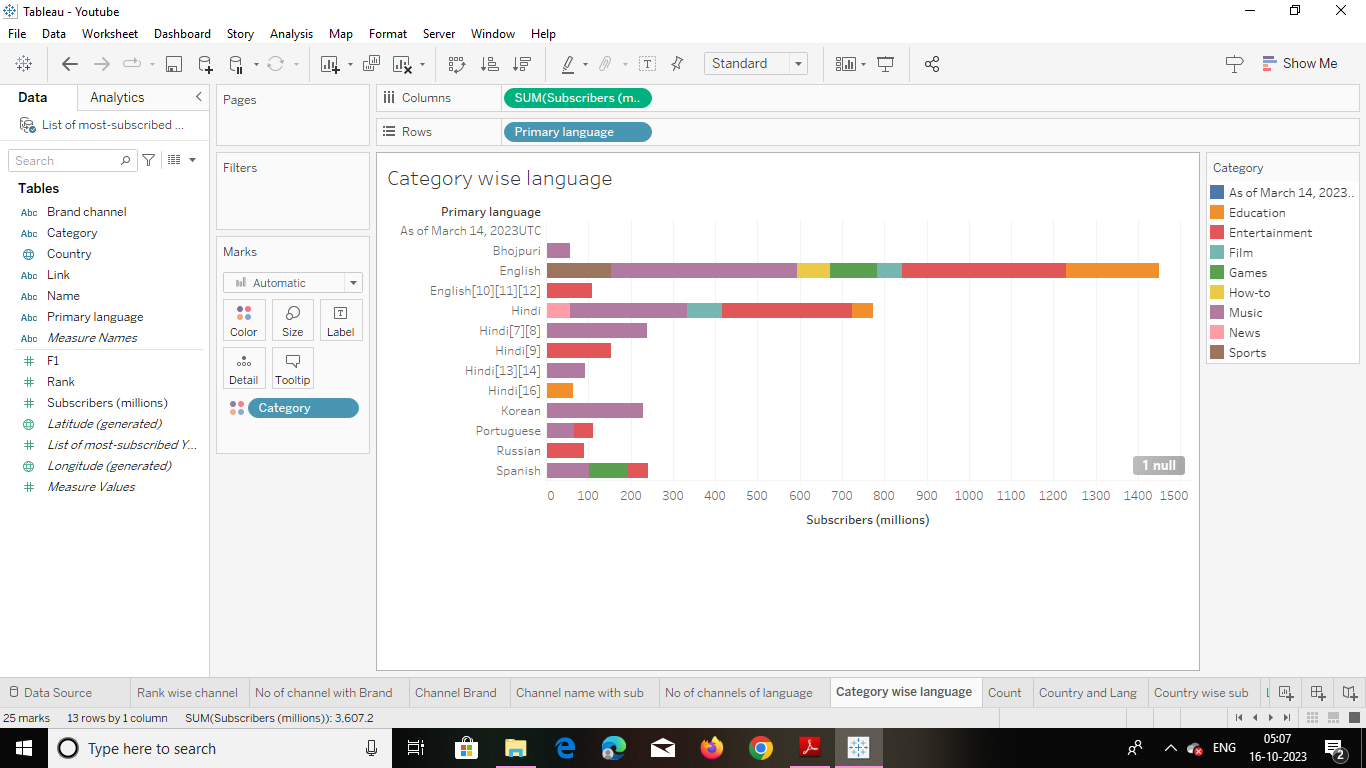 Tableau - Youtube
File Data Worksheet Dashboard Story Analysis Map Format Server Window Help
Standard
Show Me
Data Analytics
List of most-subscribed ...
Search
Tables
Abc Brand channel
Abc Category
Country
Abc Link
Abc Name
Abc Primary language
Abc Measure Names
# F1
# Rank
# Subscribers (millions)
Latitude (generated)
# List of most-subscribed Y...
Longitude (generated)
# Measure Values
Pages
Filters
Marks
Automatic
Color Size Label
Detail Tooltip
Category
Columns SUM(Subscribers (m..
Rows Primary language
Category wise language
Primary language
As of March 14, 2023UTC
Bhojpuri
English
English[10][11][12]
Hindi
Hindi[7][8]
Hindi[9]
Hindi[13][14]
Hindi[16]
Korean
Portuguese
Russian
Spanish
1 null
0 100 200 300 400 500 600 700 800 900 1000 1100 1200 1300 1400 1500
Subscribers (millions)
Category
As of March 14, 2023..
Education
Entertainment
Film
Games
How-to
Music
News
Sports
Data Source Rank wise channel No of channel with Brand Channel Brand Channel name with sub No of channels of language Category wise language Count Country and Lang Country wise sub
25 marks 13 rows by 1 column SUM(Subscribers (millions)): 3,607.2
Type here to search
ENG
05:07
16-10-2023
2